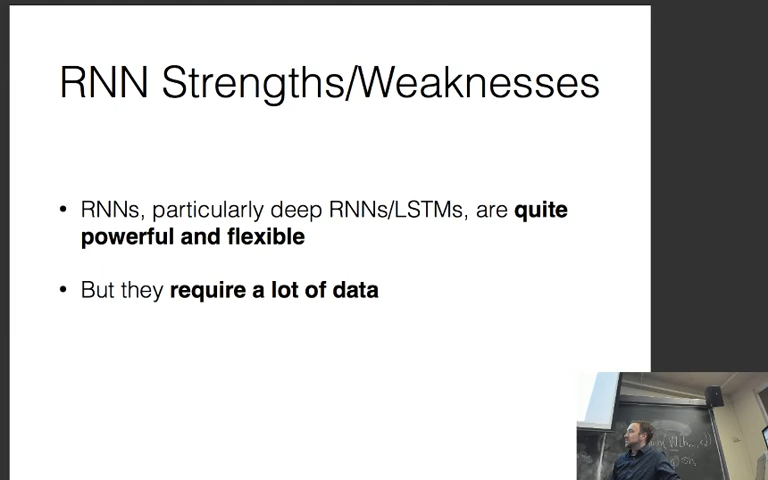 RNN Strengths/Weaknesses
• RNNs, particularly deep RNNs/LSTMs, are quite
powerful and flexible
• But they require a lot of data